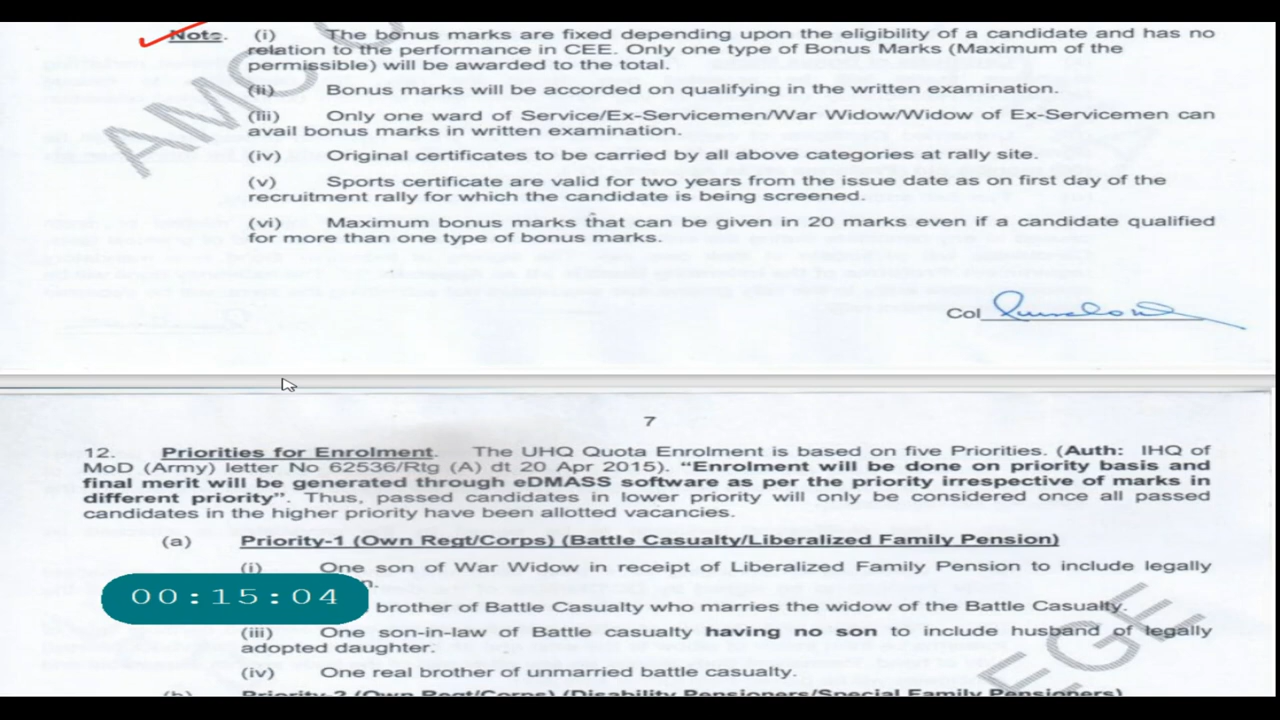 Note. (i) The bonus marks are fixed depending upon the eligibility of a candidate and has no
relation to the performance in CEE. Only one type of Bonus Marks (Maximum of the
permissible) will be awarded to the total.
(ii) Bonus marks will be accorded on qualifying in the written examination.
(iii) Only one ward of Service/Ex-Servicemen/War Widow/Widow of Ex-Servicemen can
avail bonus marks in written examination.
(iv) Original certificates to be carried by all above categories at rally site.
(v) Sports certificate are valid for two years from the issue date as on first day of the
recruitment rally for which the candidate is being screened.
(vi) Maximum bonus marks that can be given in 20 marks even if a candidate qualified
for more than one type of bonus marks.
Col
7
12. Priorities for Enrolment. The UHQ Quota Enrolment is based on five Priorities. (Auth: IHQ of
MoD (Army) letter No 62536/Rtg (A) dt 20 Apr 2015). "Enrolment will be done on priority basis and
final merit will be generated through eDMASS software as per the priority irrespective of marks in
different priority". Thus, passed candidates in lower priority will only be considered once all passed
candidates in the higher priority have been allotted vacancies.
(a) Priority-1 (Own Regt/Corps) (Battle Casualty/Liberalized Family Pension)
(i) One son of War Widow in receipt of Liberalized Family Pension to include legally
00:15:04
brother of Battle Casualty who marries the widow of the Battle Casualty.
(iii) One son-in-law of Battle casualty having no son to include husband of legally
adopted daughter.
(iv) One real brother of unmarried battle casualty.
(b) Priority-2 (Own Regt/Corps) (Disability Pensioners/Special Family Pensioners)
AMC
EGE